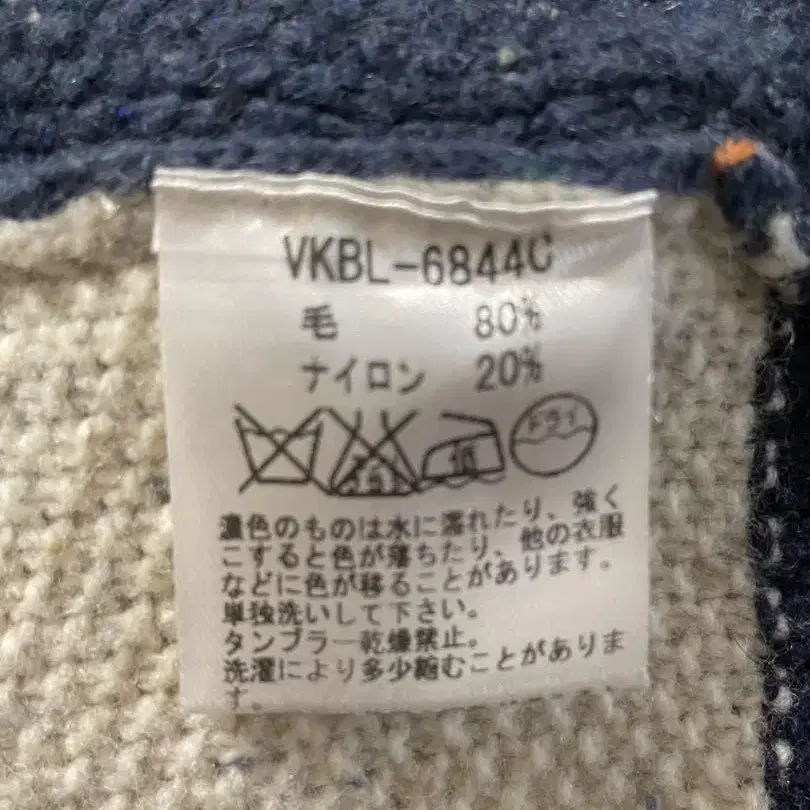 VKBL-6844C
毛 80%
ナイロン 20%
ドライ
濃色のものは水に濡れたり、強く
こすると色が落ちたり、他の衣服
などに色が移ることがあります。
単独洗いして下さい。
タンブラー乾燥禁止。
洗濯により多少縮むことがありま
す。